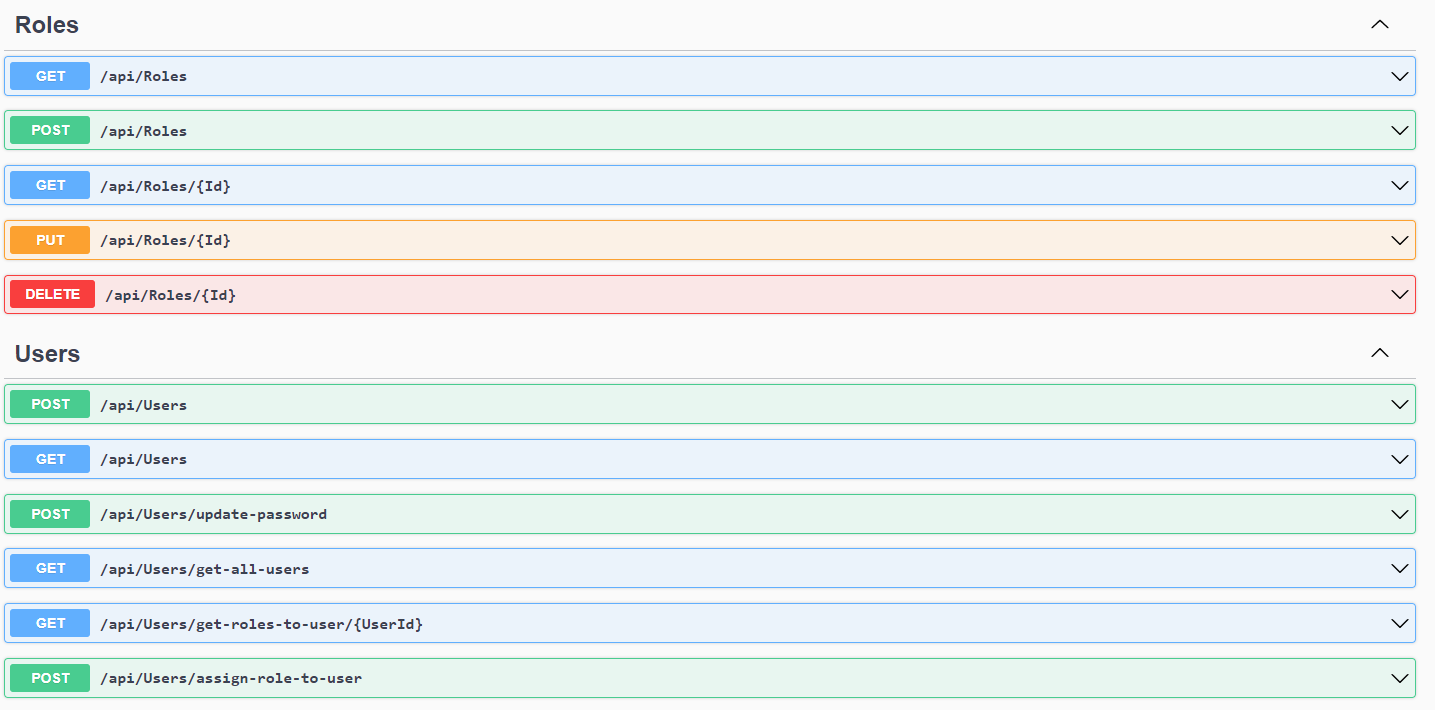 Roles
GET /api/Roles
POST /api/Roles
GET /api/Roles/{Id}
PUT /api/Roles/{Id}
DELETE /api/Roles/{Id}
Users
POST /api/Users
GET /api/Users
POST /api/Users/update-password
GET /api/Users/get-all-users
GET /api/Users/get-roles-to-user/{UserId}
POST /api/Users/assign-role-to-user